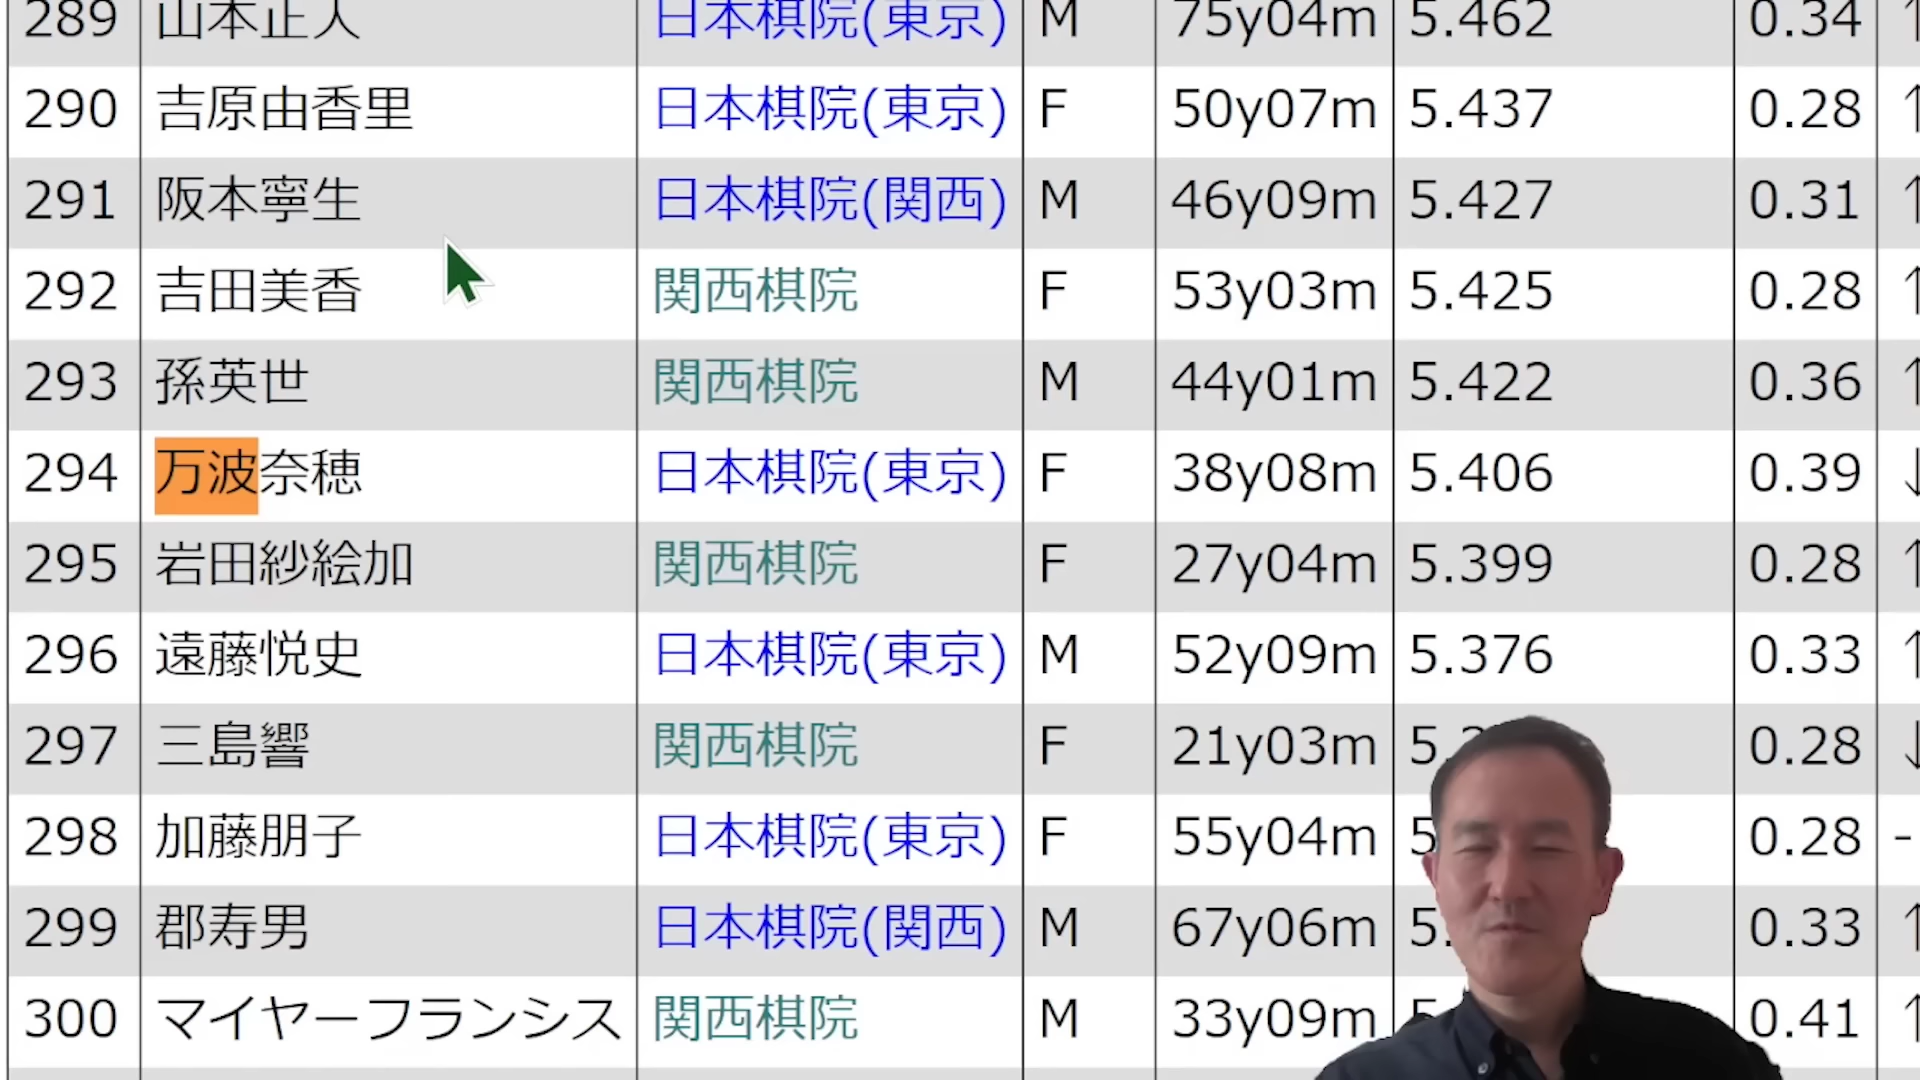 289 山本正人 日本棋院(東京) M 75y04m 5.462 0.34 ↑
290 吉原由香里 日本棋院(東京) F 50y07m 5.437 0.28 ↑
291 阪本寧生 日本棋院(関西) M 46y09m 5.427 0.31 ↑
292 吉田美香 関西棋院 F 53y03m 5.425 0.28 ↑
293 孫英世 関西棋院 M 44y01m 5.422 0.36 ↑
294 万波奈穂 日本棋院(東京) F 38y08m 5.406 0.39 ↓
295 岩田紗絵加 関西棋院 F 27y04m 5.399 0.28 ↑
296 遠藤悦史 日本棋院(東京) M 52y09m 5.376 0.33 ↑
297 三島響 関西棋院 F 21y03m 5.3 0.28 ↓
298 加藤朋子 日本棋院(東京) F 55y04m 5 0.28 -
299 郡寿男 日本棋院(関西) M 67y06m 5. 0.33 ↑
300 マイヤーフランシス 関西棋院 M 33y09m 5. 0.41 ↑